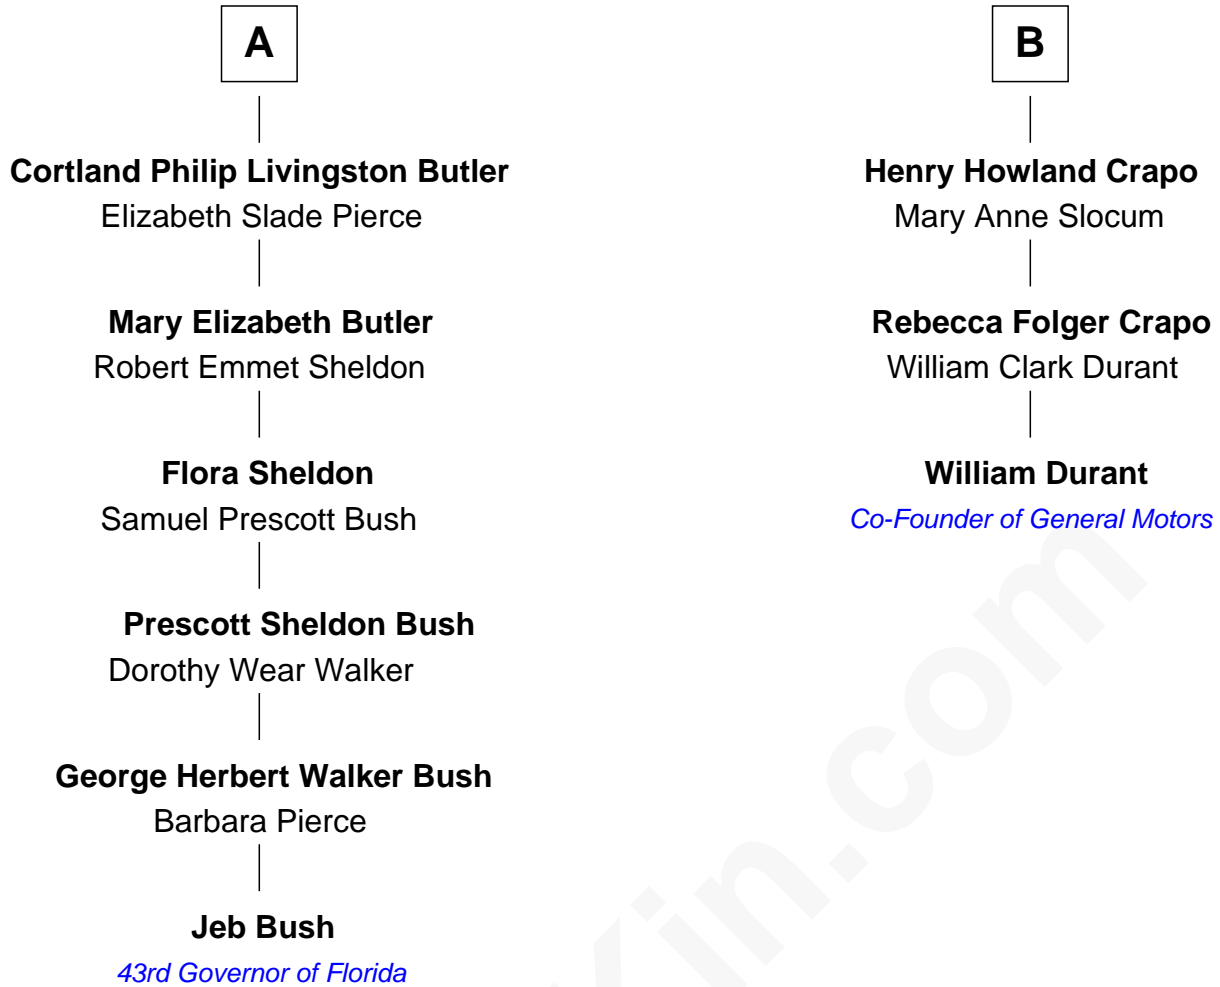 A
Cortland Philip Livingston Butler
Elizabeth Slade Pierce
Mary Elizabeth Butler
Robert Emmet Sheldon
Flora Sheldon
Samuel Prescott Bush
Prescott Sheldon Bush
Dorothy Wear Walker
George Herbert Walker Bush
Barbara Pierce
Jeb Bush
43rd Governor of Florida
B
Henry Howland Crapo
Mary Anne Slocum
Rebecca Folger Crapo
William Clark Durant
William Durant
Co-Founder of General Motors
Kin.com